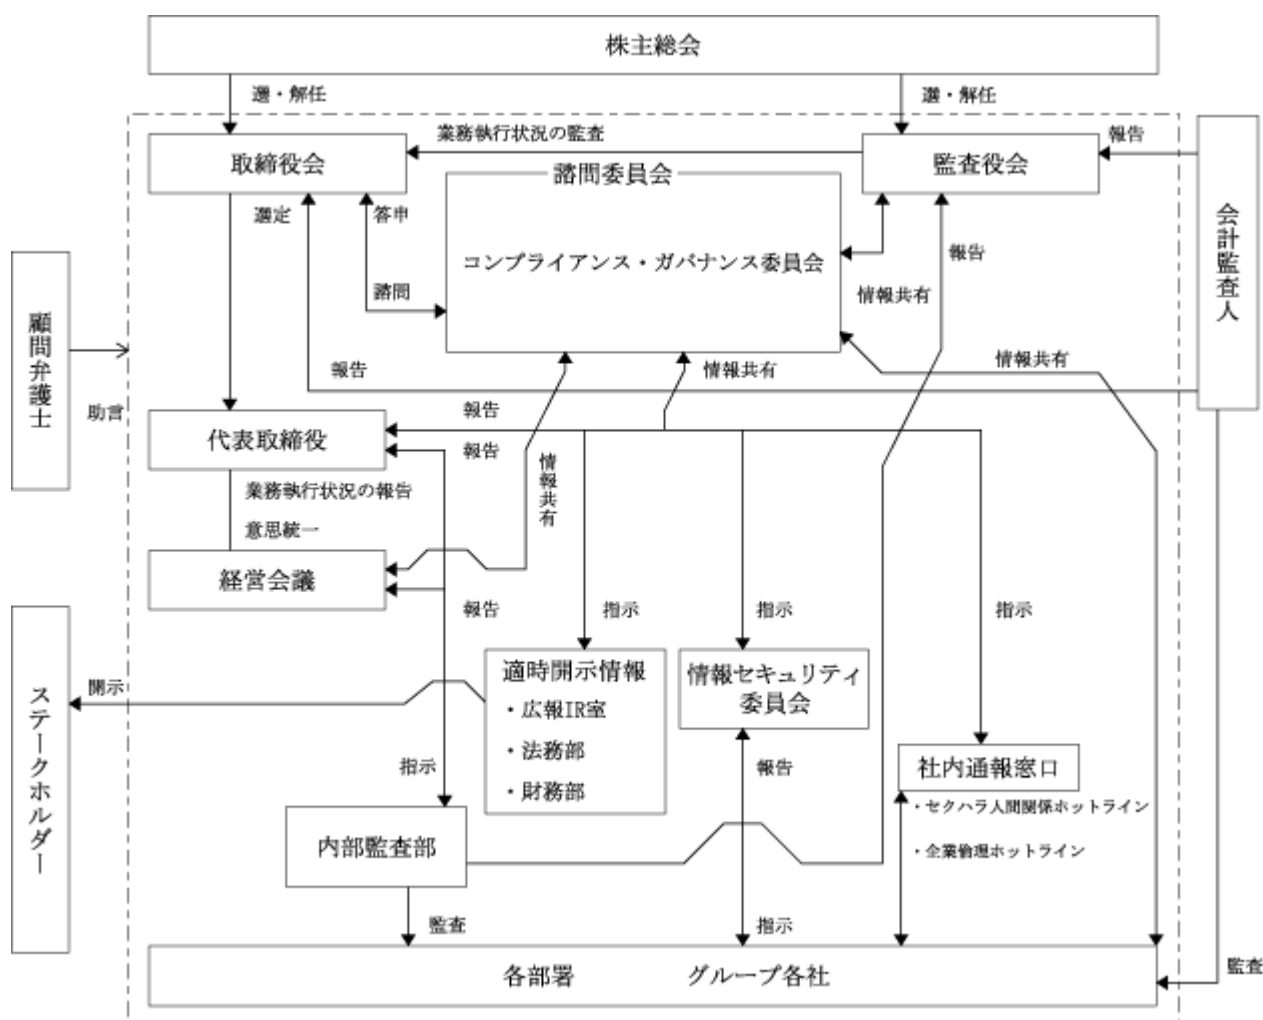 株主総会
選・解任
選・解任
業務執行状況の監査
報告
取締役会
監査役会
諮問委員会
選定
答申
会計監査人
コンプライアンス・ガバナンス委員会
報告
諮問
情報共有
顧問弁護士
助言
報告
情報共有
情報共有
報告
代表取締役
報告
情報共有
業務執行状況の報告
意思統一
経営会議
報告
指示
指示
指示
適時開示情報
・広報IR室
・法務部
・財務部
情報セキュリティ
委員会
開示
ステークホルダー
指示
報告
社内通報窓口
・セクハラ人間関係ホットライン
・企業倫理ホットライン
内部監査部
監査
指示
各部署
グループ各社
監査